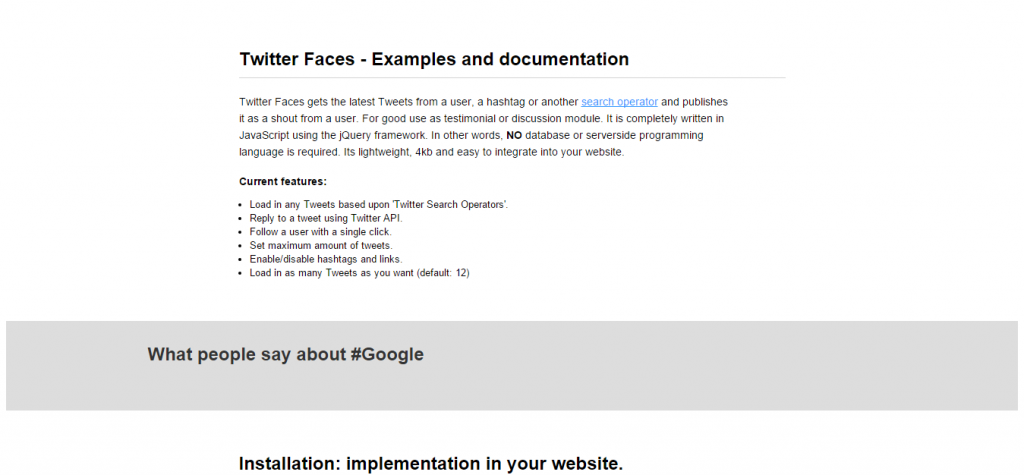 Twitter Faces - Examples and documentation
Twitter Faces gets the latest Tweets from a user, a hashtag or another search operator and publishes
it as a shout from a user. For good use as testimonial or discussion module. It is completely written in
JavaScript using the jQuery framework. In other words, NO database or serverside programming
language is required. Its lightweight, 4kb and easy to integrate into your website.
Current features:
• Load in any Tweets based upon 'Twitter Search Operators'.
• Reply to a tweet using Twitter API.
• Follow a user with a single click.
• Set maximum amount of tweets.
• Enable/disable hashtags and links.
• Load in as many Tweets as you want (default: 12)
What people say about #Google
Installation: implementation in your website.